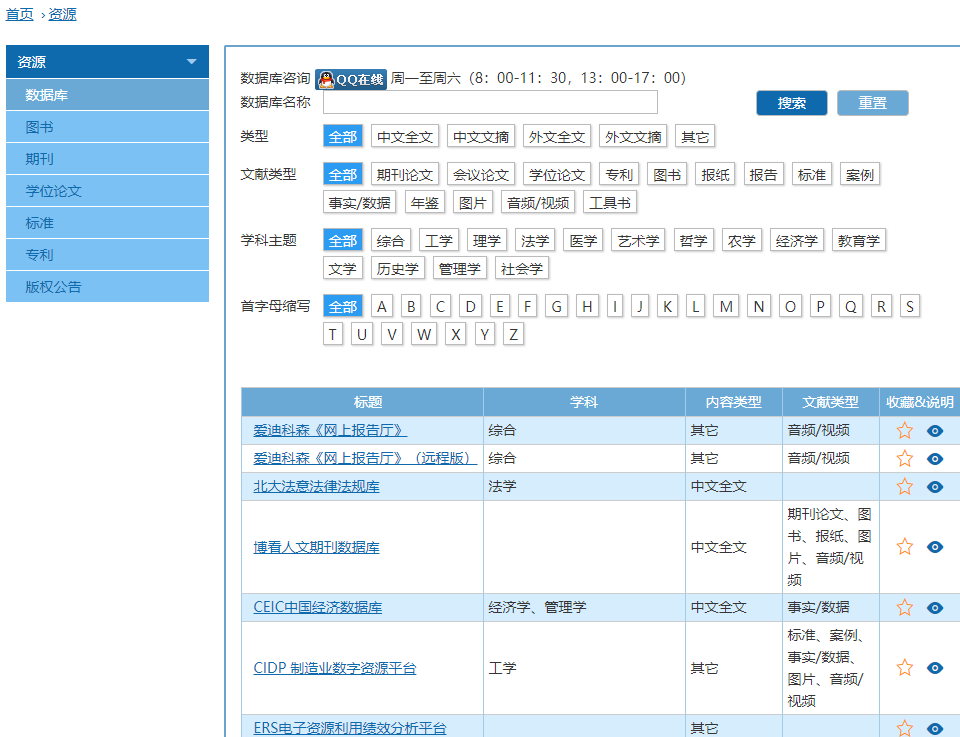 首页 › 资源
资源
数据库
图书
期刊
学位论文
标准
专利
版权公告
数据库咨询 QQ在线 周一至周六（8：00-11：30，13：00-17：00）
数据库名称 搜索 重置
类型 全部 中文全文 中文文摘 外文全文 外文文摘 其它
文献类型 全部 期刊论文 会议论文 学位论文 专利 图书 报纸 报告 标准 案例
事实/数据 年鉴 图片 音频/视频 工具书
学科主题 全部 综合 工学 理学 法学 医学 艺术学 哲学 农学 经济学 教育学
文学 历史学 管理学 社会学
首字母缩写 全部 A B C D E F G H I J K L M N O P Q R S
T U V W X Y Z
标题 学科 内容类型 文献类型 收藏&说明
爱迪科森《网上报告厅》 综合 其它 音频/视频
爱迪科森《网上报告厅》（远程版） 综合 其它 音频/视频
北大法意法律法规库 法学 中文全文
博看人文期刊数据库 中文全文 期刊论文、图
书、报纸、图
片、音频/视
频
CEIC中国经济数据库 经济学、管理学 中文全文 事实/数据
CIDP 制造业数字资源平台 工学 其它 标准、案例、
事实/数据、
图片、音频/
视频
ERS电子资源利用绩效分析平台 其它